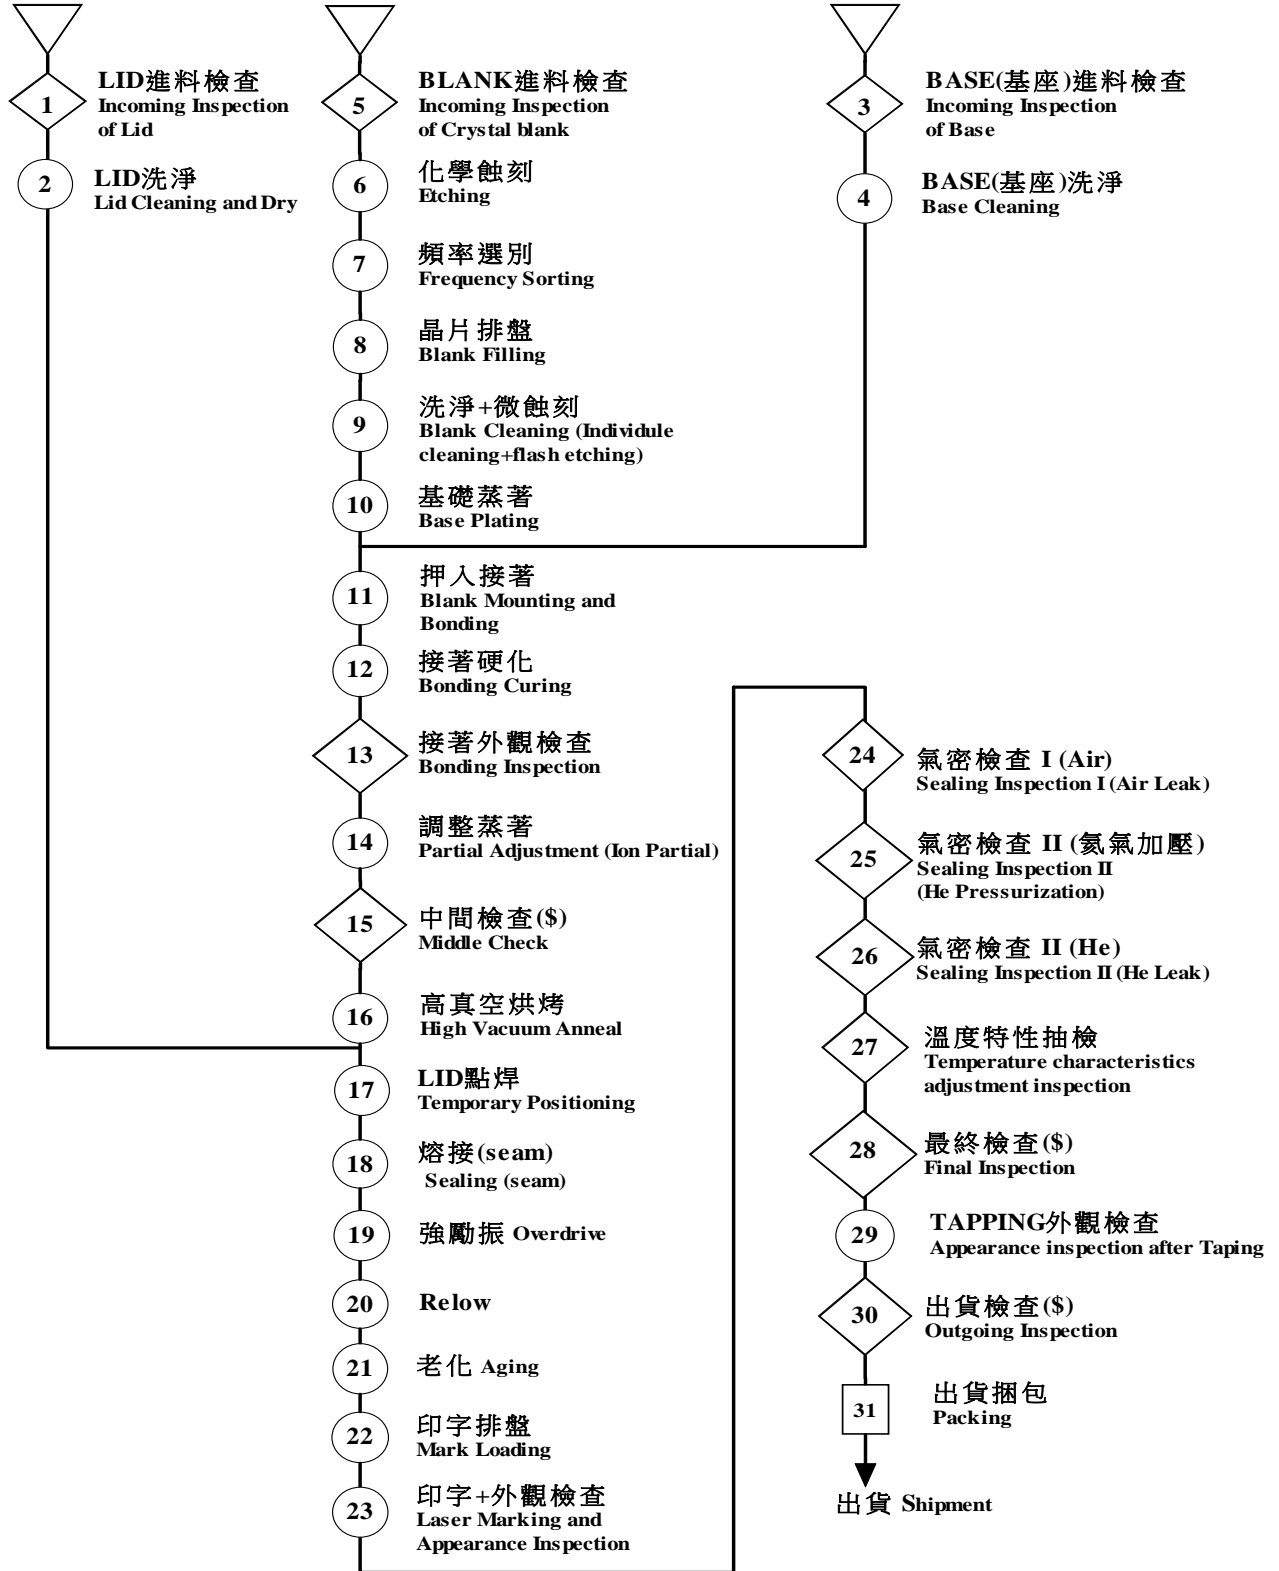 1
LID進料檢查
Incoming Inspection
of Lid
2
LID洗淨
Lid Cleaning and Dry
5
BLANK進料檢查
Incoming Inspection
of Crystal blank
6
化學蝕刻
Etching
7
頻率選別
Frequency Sorting
8
晶片排盤
Blank Filling
9
洗淨+微蝕刻
Blank Cleaning (Individule
cleaning+flash etching)
10
基礎蒸著
Base Plating
3
BASE(基座)進料檢查
Incoming Inspection
of Base
4
BASE(基座)洗淨
Base Cleaning
11
押入接著
Blank Mounting and
Bonding
12
接著硬化
Bonding Curing
13
接著外觀檢查
Bonding Inspection
14
調整蒸著
Partial Adjustment (Ion Partial)
15
中間檢查($)
Middle Check
16
高真空烘烤
High Vacuum Anneal
17
LID點焊
Temporary Positioning
18
熔接(seam)
Sealing (seam)
19
強勵振 Overdrive
20
Relow
21
老化 Aging
22
印字排盤
Mark Loading
23
印字+外觀檢查
Laser Marking and
Appearance Inspection
24
氣密檢查 I (Air)
Sealing Inspection I (Air Leak)
25
氣密檢查 II (氦氣加壓)
Sealing Inspection II
(He Pressurization)
26
氣密檢查 II (He)
Sealing Inspection II (He Leak)
27
溫度特性抽檢
Temperature characteristics
adjustment inspection
28
最終檢查($)
Final Inspection
29
TAPPING外觀檢查
Appearance inspection after Taping
30
出貨檢查($)
Outgoing Inspection
31
出貨捆包
Packing
出貨 Shipment